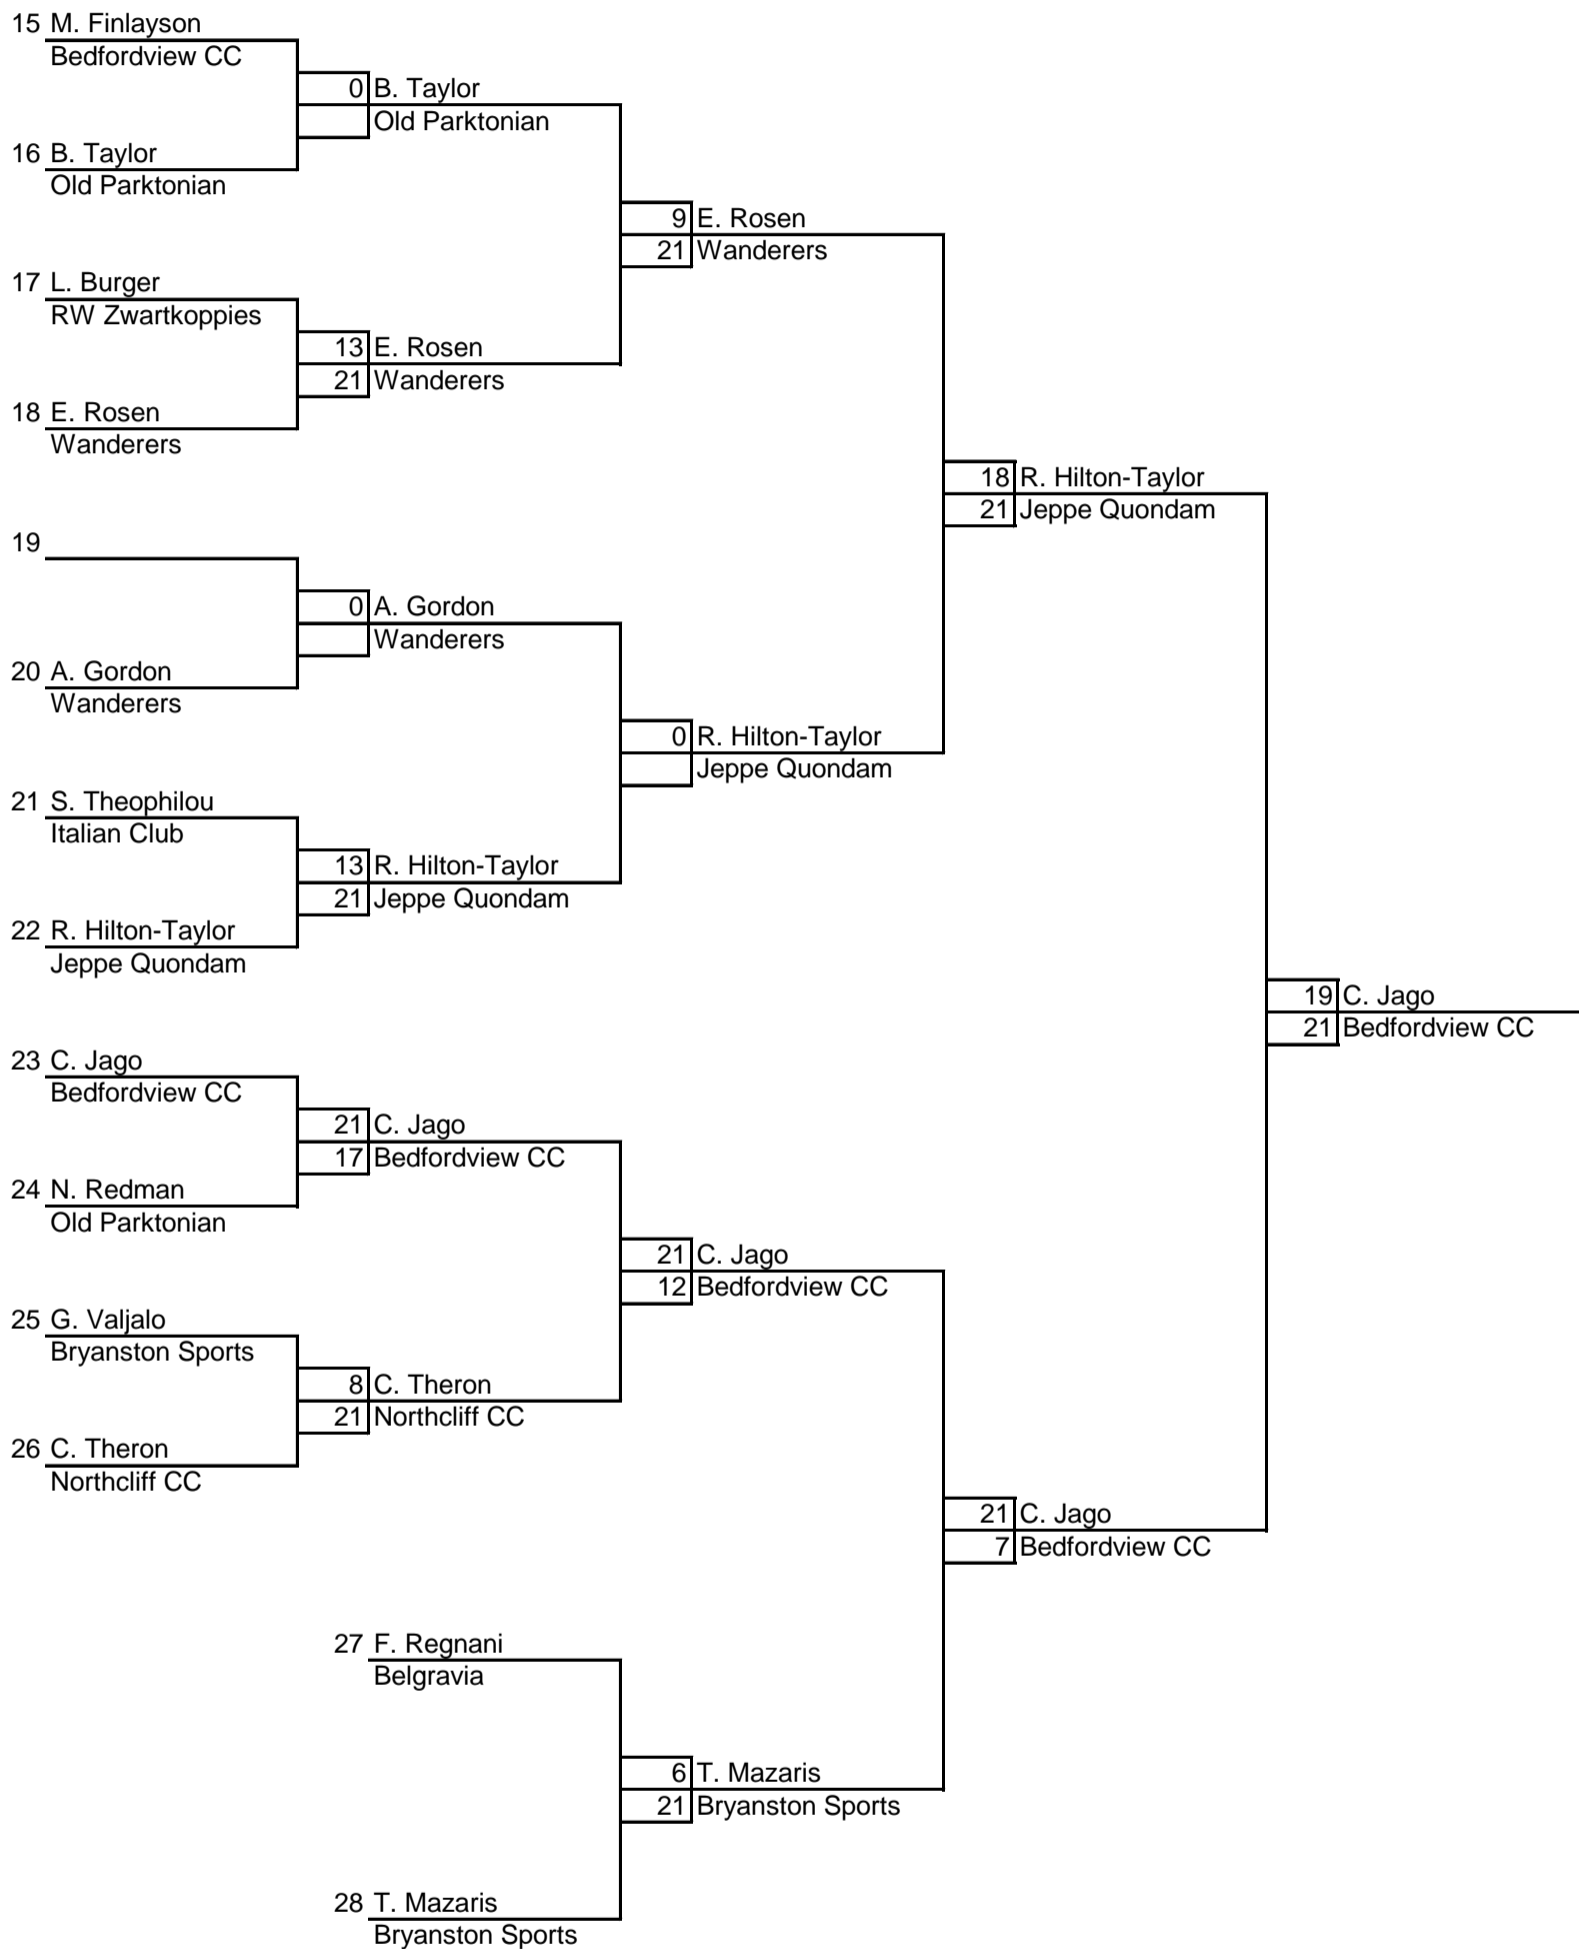 15 M. Finlayson
Bedfordview CC
0 B. Taylor
Old Parktonian
16 B. Taylor
Old Parktonian
9 E. Rosen
21 Wanderers
17 L. Burger
RW Zwartkoppies
13 E. Rosen
21 Wanderers
18 E. Rosen
Wanderers
18 R. Hilton-Taylor
21 Jeppe Quondam
19
0 A. Gordon
Wanderers
20 A. Gordon
Wanderers
0 R. Hilton-Taylor
Jeppe Quondam
21 S. Theophilou
Italian Club
13 R. Hilton-Taylor
21 Jeppe Quondam
22 R. Hilton-Taylor
Jeppe Quondam
19 C. Jago
21 Bedfordview CC
23 C. Jago
Bedfordview CC
21 C. Jago
17 Bedfordview CC
24 N. Redman
Old Parktonian
21 C. Jago
12 Bedfordview CC
25 G. Valjalo
Bryanston Sports
8 C. Theron
21 Northcliff CC
26 C. Theron
Northcliff CC
21 C. Jago
7 Bedfordview CC
27 F. Regnani
Belgravia
6 T. Mazaris
21 Bryanston Sports
28 T. Mazaris
Bryanston Sports